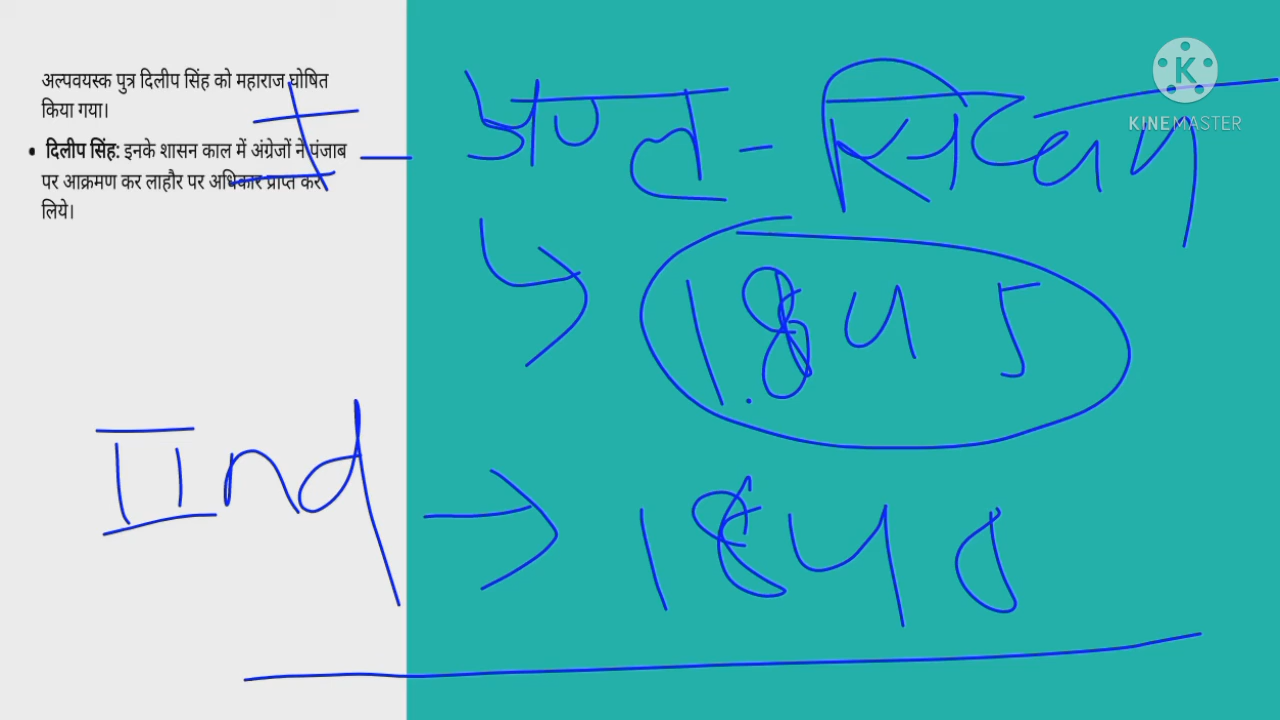 अल्पवयस्क पुत्र दिलीप सिंह को महाराज घोषित
किया गया।
• दिलीप सिंह: इनके शासन काल में अंग्रेजों ने पंजाब
पर आक्रमण कर लाहौर पर अधिकार प्राप्त कर
लिये।
I
1845
IInd → 1848
KINEMASTER